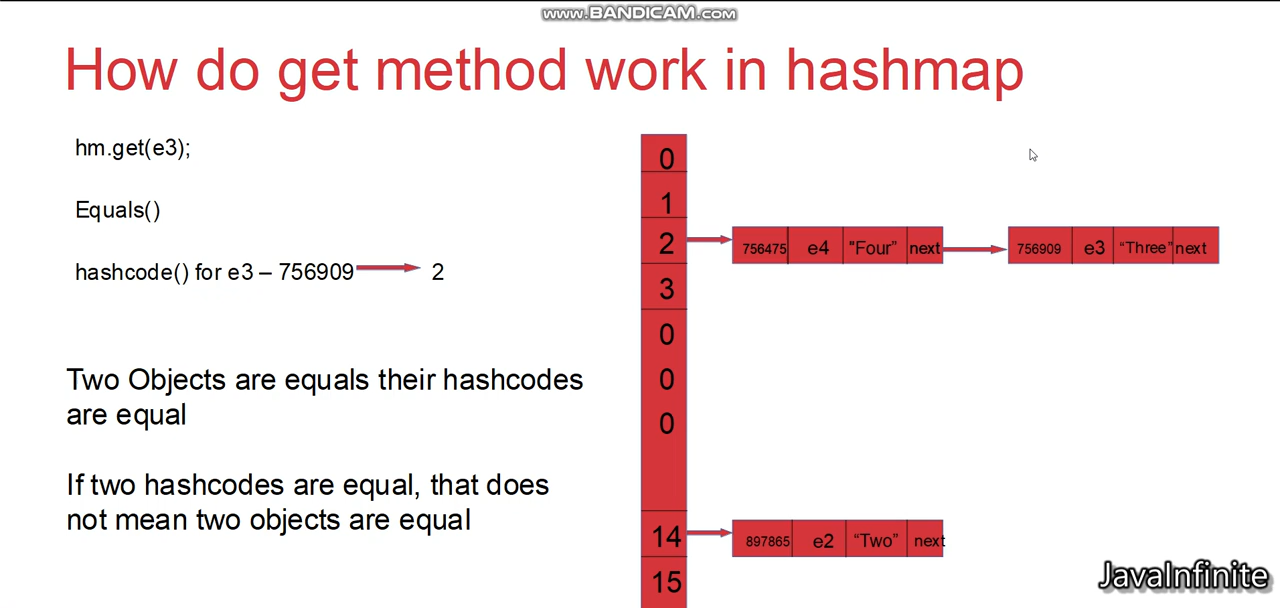 www.BANDICAM.com
How do get method work in hashmap
hm.get(e3);
Equals()
hashcode() for e3 – 756909 2
Two Objects are equals their hashcodes
are equal
If two hashcodes are equal, that does
not mean two objects are equal
0
1
2
3
0
0
0
14
15
756475 e4 "Four” next
756909 e3 “Three” next
897865 e2 “Two” next
JavaInfinite